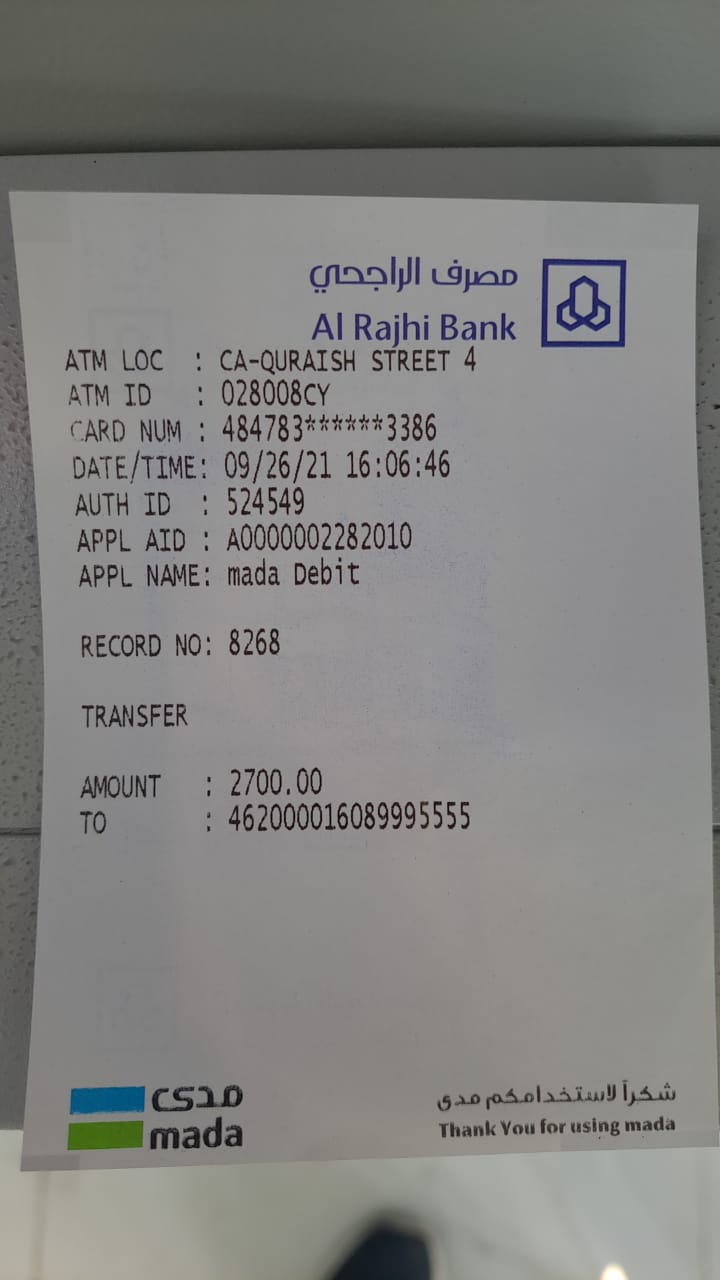 مصرف الراجحي
Al Rajhi Bank
ATM LOC : CA-QURAISH STREET 4
ATM ID : 028008CY
CARD NUM : 484783******3386
DATE/TIME: 09/26/21 16:06:46
AUTH ID : 524549
APPL AID : A0000002282010
APPL NAME: mada Debit
RECORD NO: 8268
TRANSFER
AMOUNT : 2700.00
TO : 462000016089995555
مدى
mada
شكراً لاستخدامكم مدى
Thank You for using mada